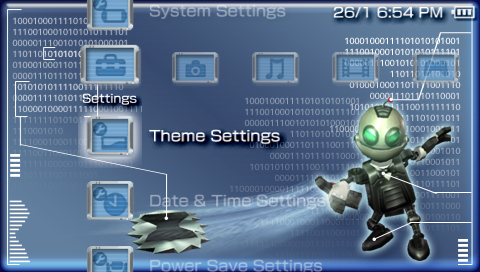 System Settings
26/1 6:54 PM
Settings
Theme Settings
Date & Time Settings
Power Save Settings